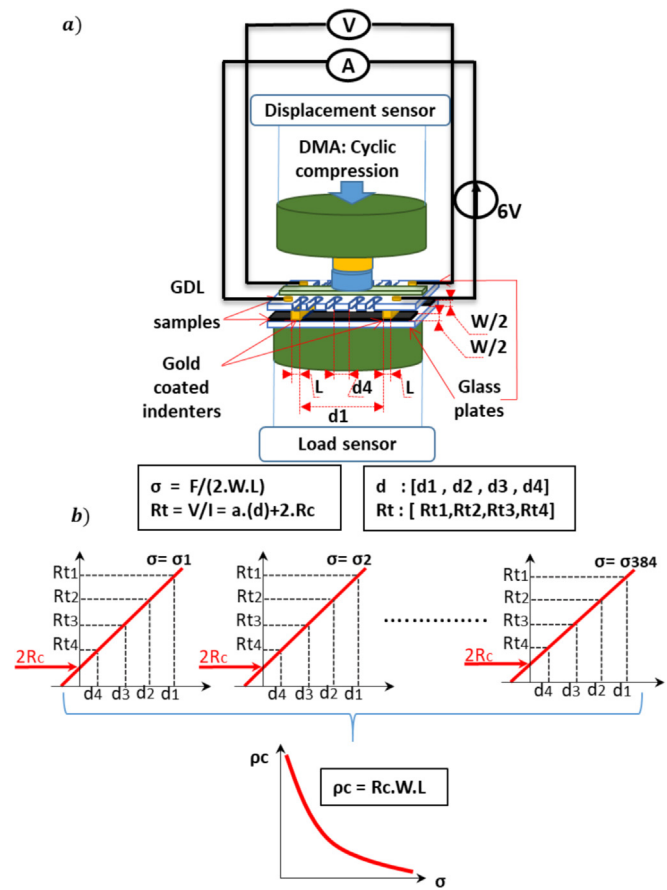 a)
V
A
Displacement sensor
DMA: Cyclic
compression
6V
GDL
samples
W/2
W/2
Gold
coated
indenters
L
d4
L
d1
Glass
plates
Load sensor
σ = F/(2.W.L)
Rt = V/I = a.(d)+2.Rc
d : [d1 , d2 , d3 , d4]
Rt : [ Rt1,Rt2,Rt3,Rt4]
b)
σ= σ1
Rt1
Rt2
Rt3
Rt4
2Rc
d4 d3 d2 d1
σ= σ2
Rt1
Rt2
Rt3
Rt4
2Rc
d4 d3 d2 d1
..................
σ= σ384
Rt1
Rt2
Rt3
Rt4
2Rc
d4 d3 d2 d1
ρc
ρc = Rc.W.L
σ